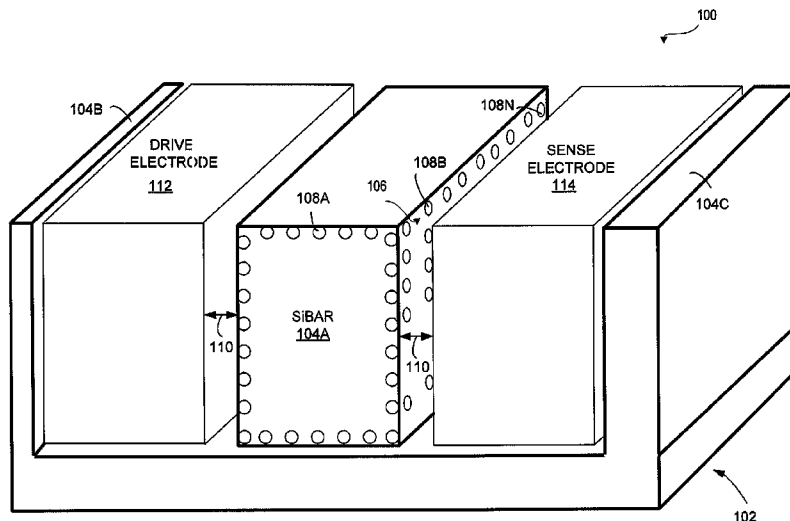 100
104B
DRIVE
ELECTRODE
112
108N
108B
SENSE
ELECTRODE
114
104C
106
108A
SiBAR
104A
110
110
102